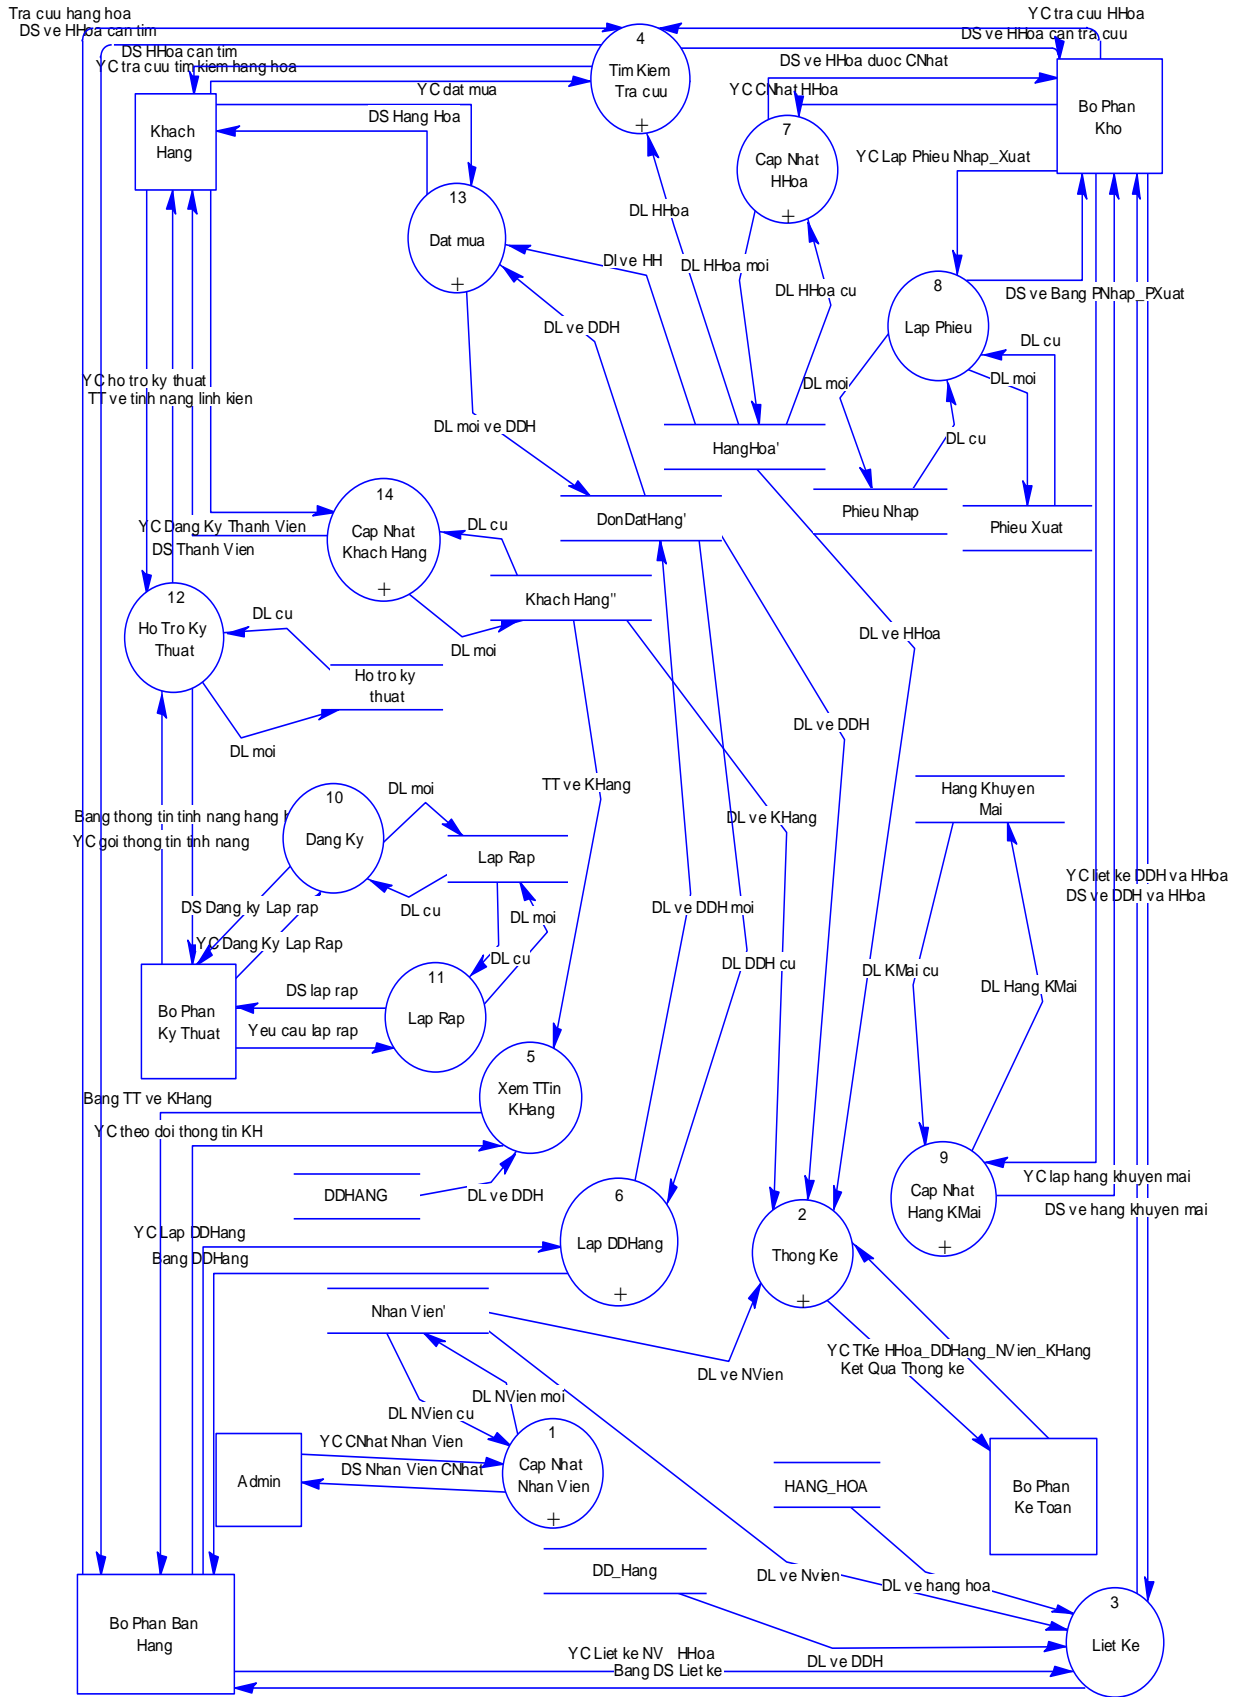 Tra cuu hang hoa
DS ve HHoa can tim
DS HHoa can tim
YC tra cuu tim kiem hang hoa
YC tra cuu HHoa
DS ve HHoa can tra cuu
4
Tim Kiem
Tra cuu
DS ve HHoa duoc CNhat
YC CNhat HHoa
YC dat mua
DS Hang Hoa
Khach
Hang
Bo Phan
Kho
7
Cap Nhat
HHoa
YC Lap Phieu Nhap_Xuat
13
Dat mua
DL HHoa
DL HHoa moi
DL HHoa cu
Dl ve HH
8
Lap Phieu
DS ve Bang PNhap_PXuat
DL ve DDH
DL cu
DL moi
DL moi
DL cu
YC ho tro ky thuat
TT ve tinh nang linh kien
DL moi ve DDH
HangHoa'
Phieu Nhap
Phieu Xuat
DonDatHang'
14
Cap Nhat
Khach Hang
DL cu
YC Dang Ky Thanh Vien
DS Thanh Vien
Khach Hang''
DL moi
12
Ho Tro Ky
Thuat
DL cu
Ho tro ky
thuat
DL moi
DL ve HHoa
DL ve DDH
TT ve KHang
DL ve KHang
Hang Khuyen
Mai
10
Dang Ky
DL moi
Bang thong tin tinh nang hang
YC goi thong tin tinh nang
Lap Rap
DL cu
DL moi
DS Dang ky Lap rap
YC Dang Ky Lap Rap
DL cu
DL ve DDH moi
DL DDH cu
YC liet ke DDH va HHoa
DS ve DDH va HHoa
DL KMai cu
DL Hang KMai
Bo Phan
Ky Thuat
DS lap rap
Yeu cau lap rap
11
Lap Rap
5
Xem TTin
KHang
Bang TT ve KHang
YC theo doi thong tin KH
DDHANG
DL ve DDH
9
Cap Nhat
Hang KMai
YC lap hang khuyen mai
DS ve hang khuyen mai
6
Lap DDHang
YC Lap DDHang
Bang DDHang
2
Thong Ke
Nhan Vien'
DL ve NVien
YC TKe HHoa_DDHang_NVien_KHang
Ket Qua Thong ke
DL NVien moi
DL NVien cu
1
Cap Nhat
Nhan Vien
Admin
YC CNhat Nhan Vien
DS Nhan Vien CNhat
HANG_HOA
Bo Phan
Ke Toan
DD_Hang
DL ve Nvien
DL ve hang hoa
3
Liet Ke
Bo Phan Ban
Hang
YC Liet ke NV HHoa
Bang DS Liet ke
DL ve DDH